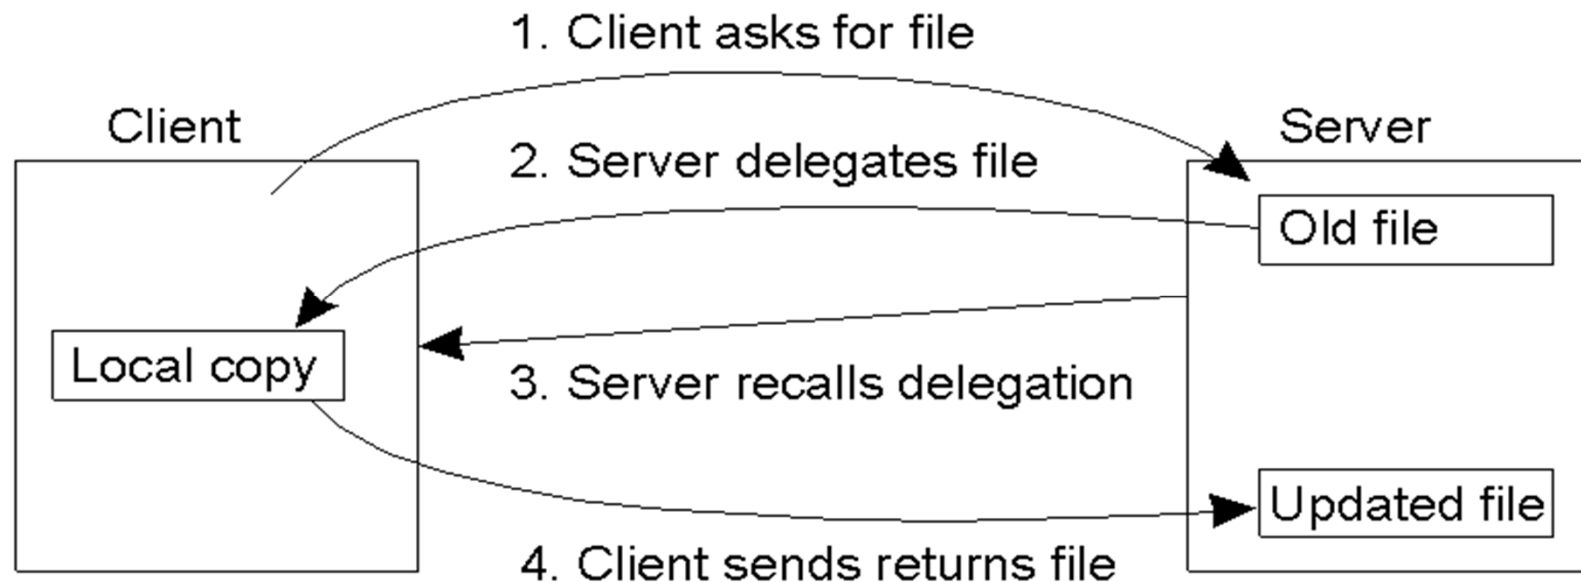 1. Client asks for file
Client
Server
2. Server delegates file
Old file
Local copy
3. Server recalls delegation
Updated file
4. Client sends returns file